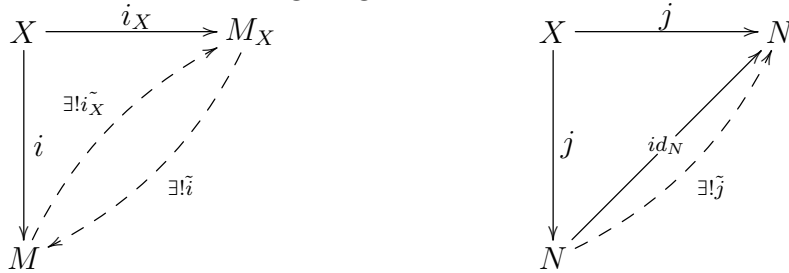 X i_X M_X X j N
∃!ĩ_X id_N
i j
∃!ĩ ∃!j̃
M N